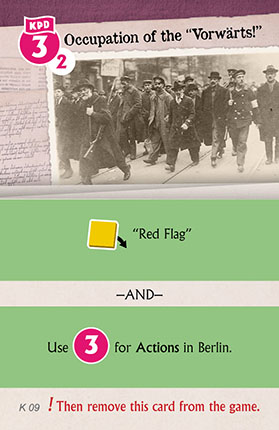 KPD
3
2
Occupation of the “Vorwärts!”
“Red Flag”
–AND–
Use 3 for Actions in Berlin.
K 09 ! Then remove this card from the game.